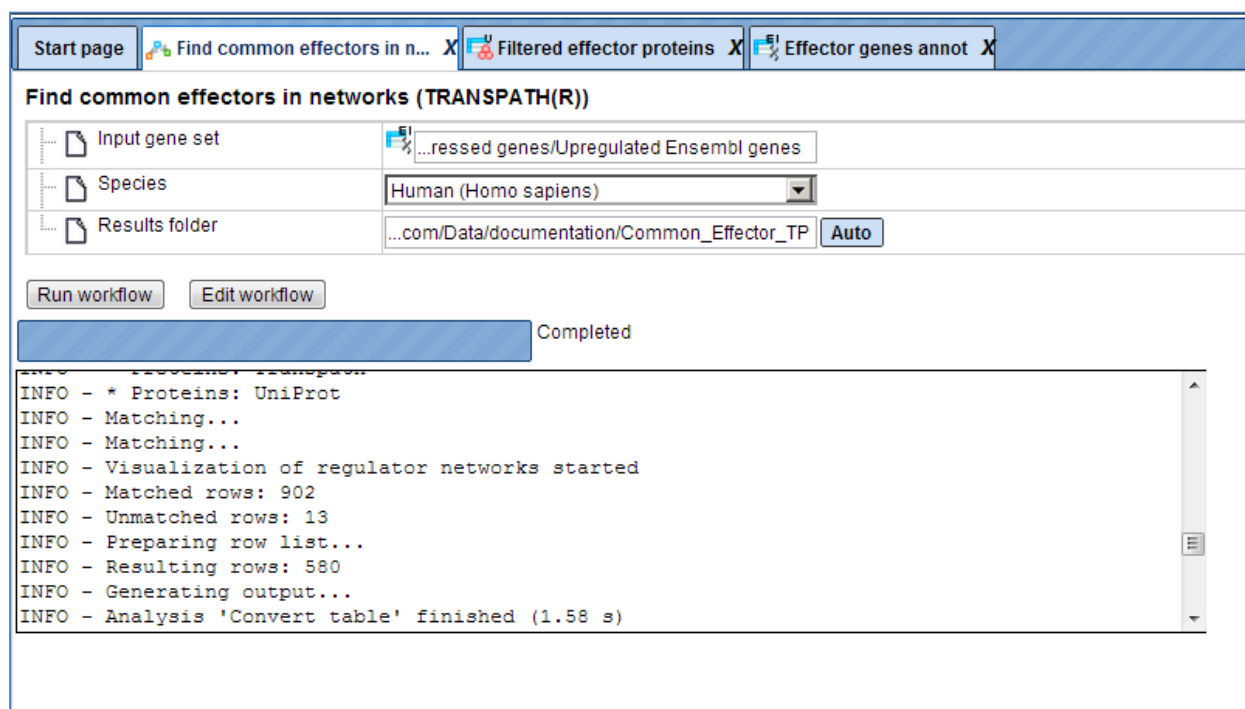 Start page
Find common effectors in n... X
Filtered effector proteins X
Effector genes annot X
Find common effectors in networks (TRANSPATH(R))
Input gene set ...ressed genes/Upregulated Ensembl genes
Species Human (Homo sapiens)
Results folder ...com/Data/documentation/Common_Effector_TP Auto
Run workflow Edit workflow
Completed
INFO - * Proteins: Transpath
INFO - * Proteins: UniProt
INFO - Matching...
INFO - Matching...
INFO - Visualization of regulator networks started
INFO - Matched rows: 902
INFO - Unmatched rows: 13
INFO - Preparing row list...
INFO - Resulting rows: 580
INFO - Generating output...
INFO - Analysis 'Convert table' finished (1.58 s)